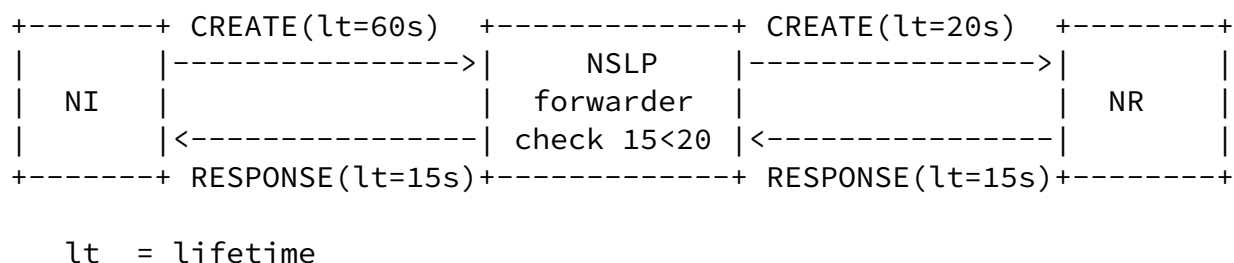 +-------+ CREATE(lt=60s)  +-------------+ CREATE(lt=20s)  +--------+
|       |---------------->|     NSLP    |---------------->|        |
|  NI   |                 |  forwarder  |                 |  NR    |
|       |<----------------| check 15<20 |<----------------|        |
+-------+ RESPONSE(lt=15s)+-------------+ RESPONSE(lt=15s)+--------+
lt  = lifetime